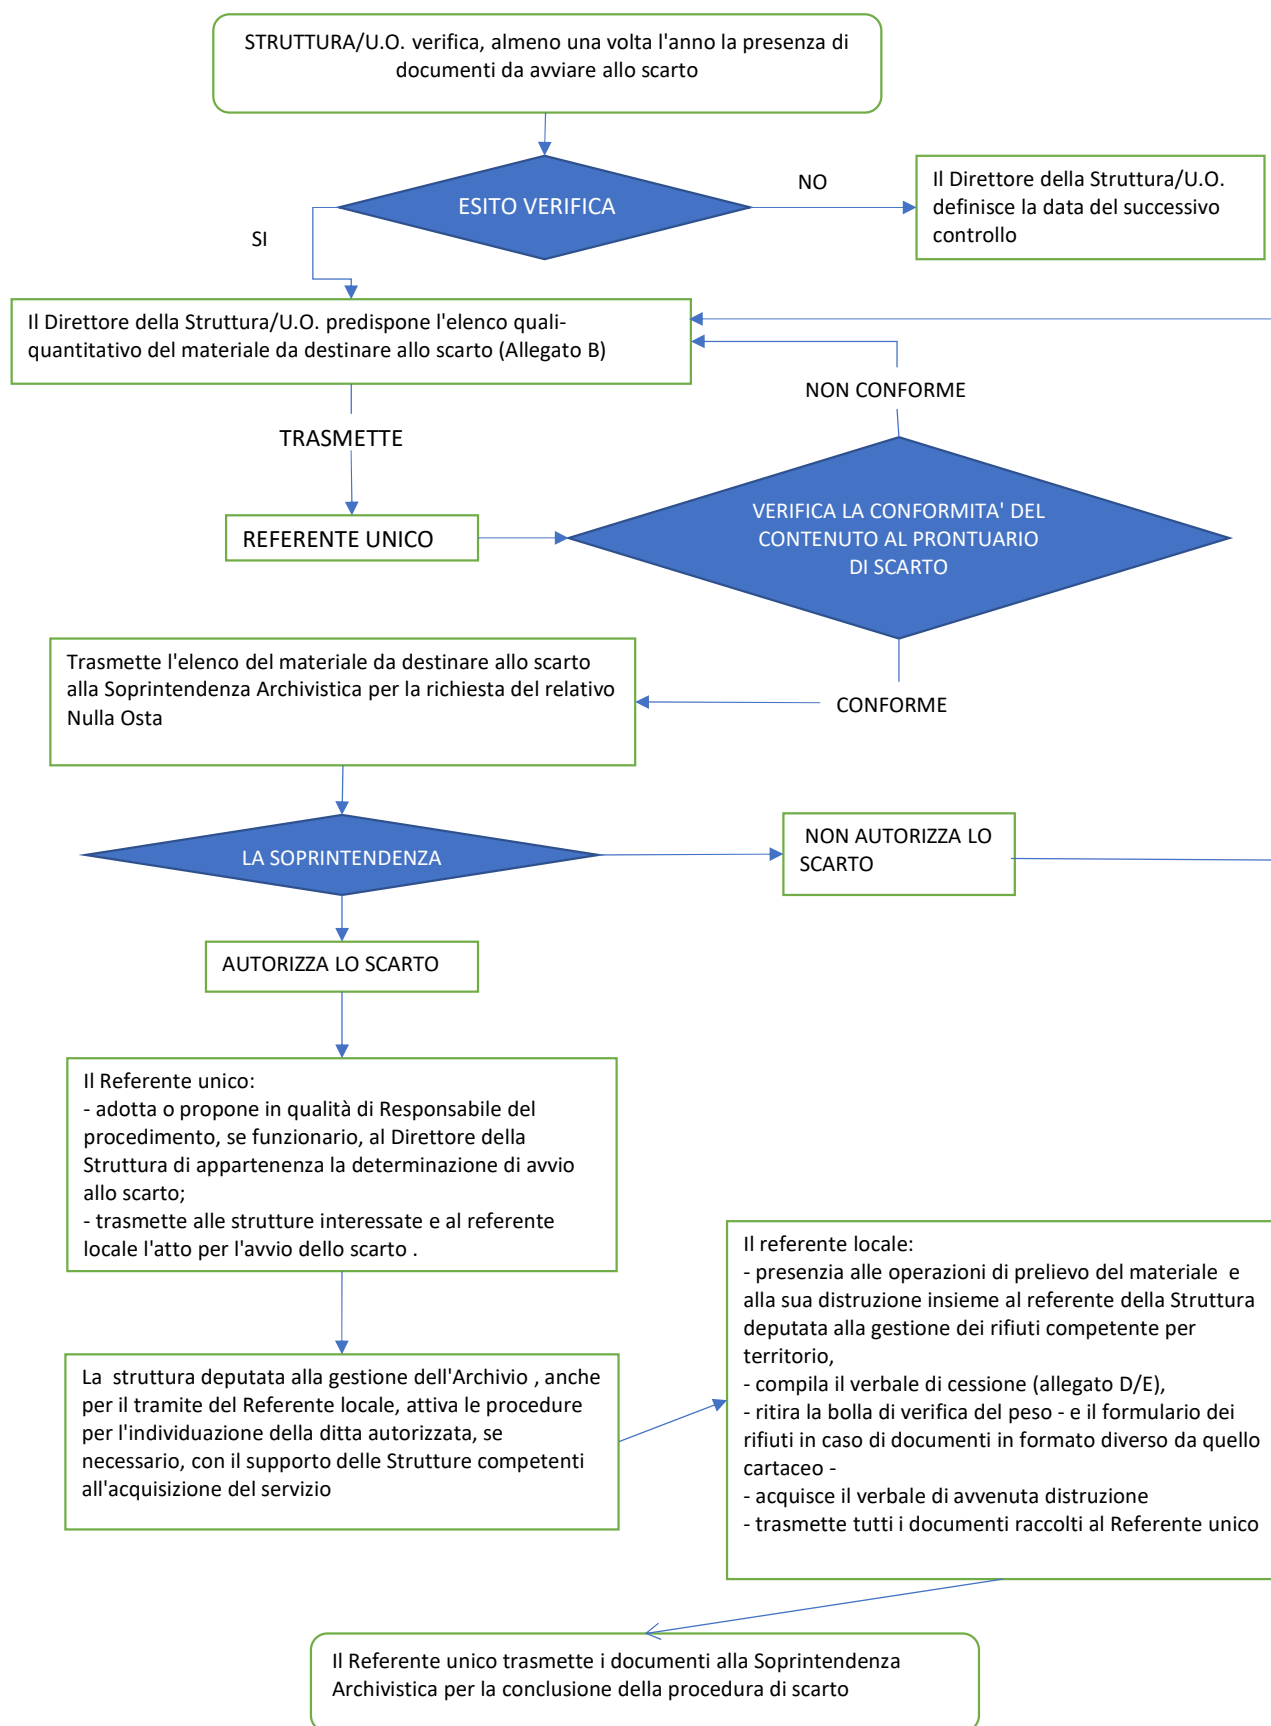 STRUTTURA/U.O. verifica, almeno una volta l'anno la presenza di
documenti da avviare allo scarto
ESITO VERIFICA
NO
Il Direttore della Struttura/U.O.
definisce la data del successivo
controllo
SI
Il Direttore della Struttura/U.O. predispone l'elenco quali-
quantitativo del materiale da destinare allo scarto (Allegato B)
NON CONFORME
TRASMETTE
REFERENTE UNICO
VERIFICA LA CONFORMITA' DEL
CONTENUTO AL PRONTUARIO
DI SCARTO
Trasmette l'elenco del materiale da destinare allo scarto
alla Soprintendenza Archivistica per la richiesta del relativo
Nulla Osta
CONFORME
LA SOPRINTENDENZA
NON AUTORIZZA LO
SCARTO
AUTORIZZA LO SCARTO
Il Referente unico:
- adotta o propone in qualità di Responsabile del
procedimento, se funzionario, al Direttore della
Struttura di appartenenza la determinazione di avvio
allo scarto;
- trasmette alle strutture interessate e al referente
locale l'atto per l'avvio dello scarto .
La  struttura deputata alla gestione dell'Archivio , anche
per il tramite del Referente locale, attiva le procedure
per l'individuazione della ditta autorizzata, se
necessario, con il supporto delle Strutture competenti
all'acquisizione del servizio
Il referente locale:
- presenzia alle operazioni di prelievo del materiale  e
alla sua distruzione insieme al referente della Struttura
deputata alla gestione dei rifiuti competente per
territorio,
- compila il verbale di cessione (allegato D/E),
- ritira la bolla di verifica del peso - e il formulario dei
rifiuti in caso di documenti in formato diverso da quello
cartaceo -
- acquisce il verbale di avvenuta distruzione
- trasmette tutti i documenti raccolti al Referente unico
Il Referente unico trasmette i documenti alla Soprintendenza
Archivistica per la conclusione della procedura di scarto